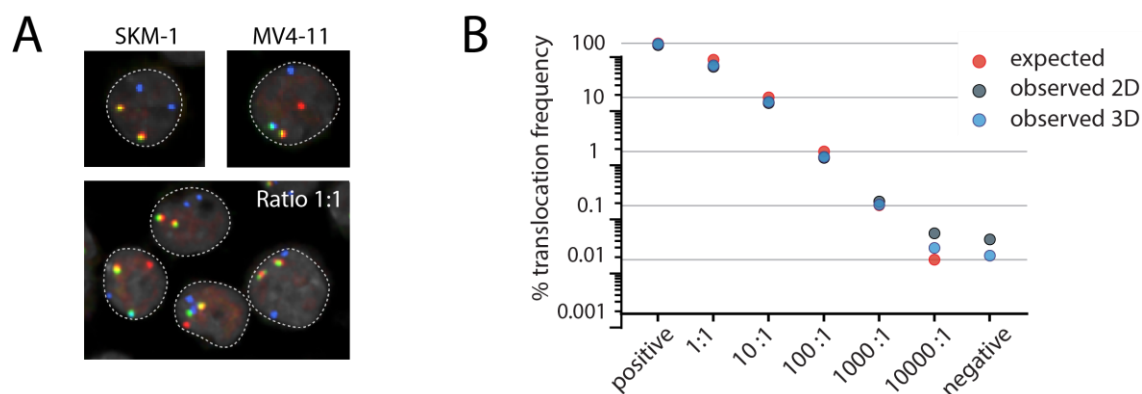 A
SKM-1
MV4-11
Ratio 1:1
B
% translocation frequency
100
10
1
0.1
0.01
0.001
positive
1:1
10:1
100:1
1000:1
10000:1
negative
expected
observed 2D
observed 3D